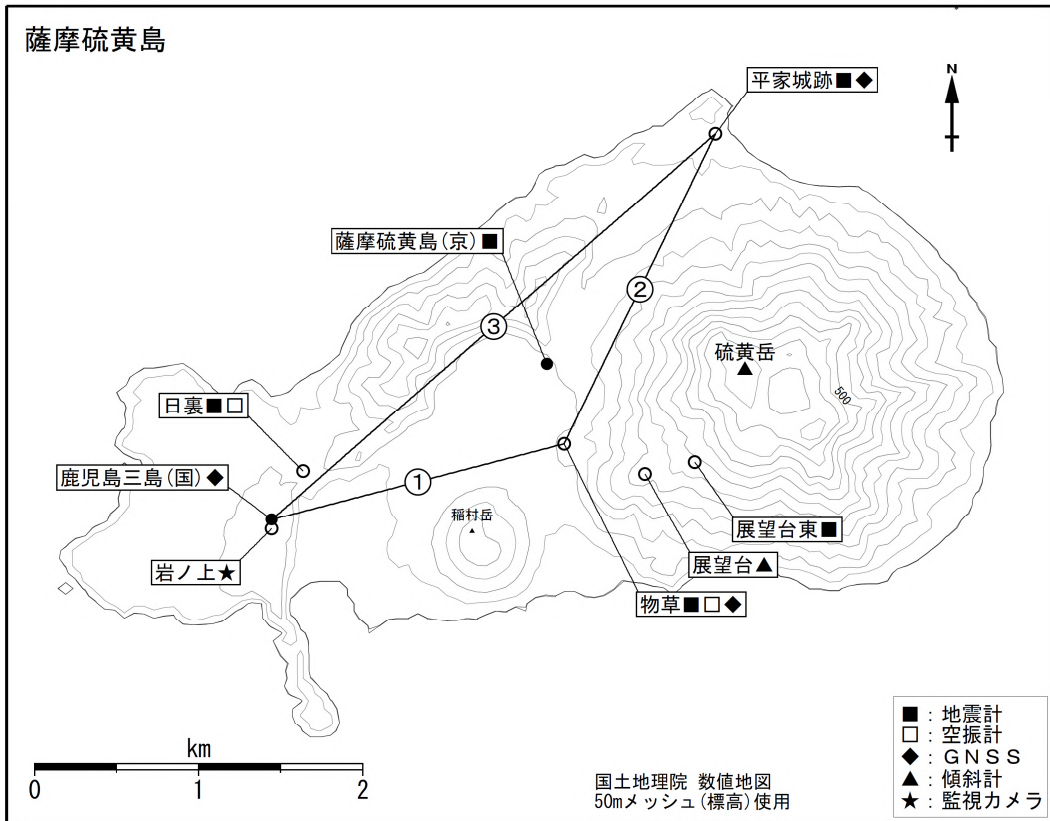 薩摩硫黄島
平家城跡■◆
N
薩摩硫黄島(京)■
②
③
硫黄岳
500
日裏■□
鹿児島三島(国)◆
①
稲村岳
展望台東■
岩ノ上★
展望台▲
物草■□◆
km
0 1 2
国土地理院 数値地図
50mメッシュ(標高)使用
■：地震計
□：空振計
◆：GNSS
▲：傾斜計
★：監視カメラ